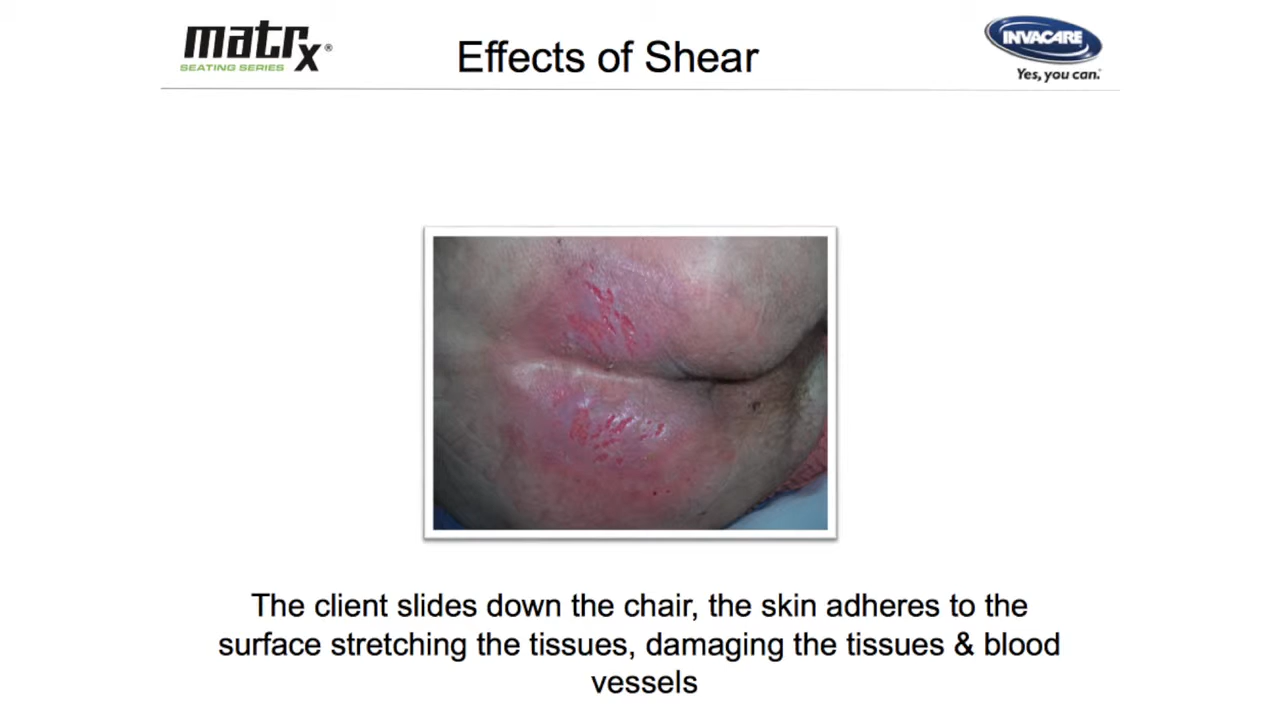 matrx®
SEATING SERIES
Effects of Shear
INVACARE
Yes, you can.®
The client slides down the chair, the skin adheres to the
surface stretching the tissues, damaging the tissues & blood
vessels